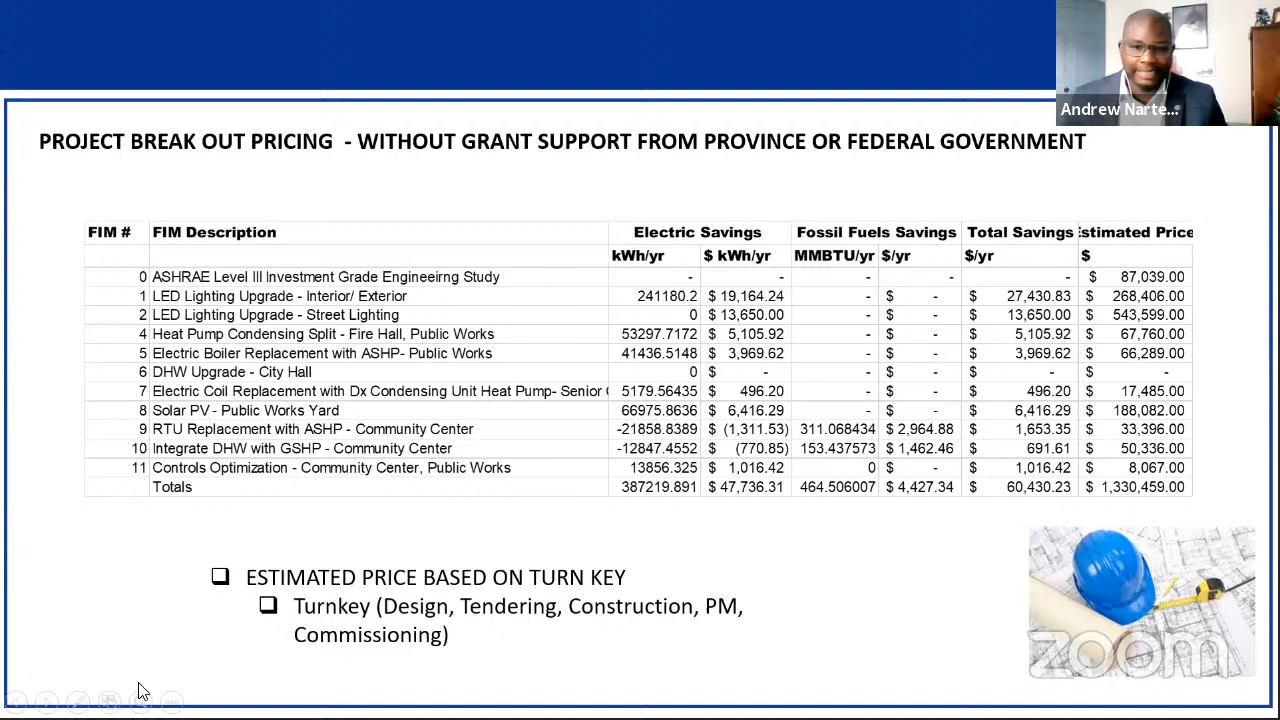 Andrew Narte...
PROJECT BREAK OUT PRICING - WITHOUT GRANT SUPPORT FROM PROVINCE OR FEDERAL GOVERNMENT
FIM # FIM Description Electric Savings Fossil Fuels Savings Total Savings Estimated Price
kWh/yr $ kWh/yr MMBTU/yr $/yr $/yr $
0 ASHRAE Level III Investment Grade Engineeirng Study - - - - - $ 87,039.00
1 LED Lighting Upgrade - Interior/ Exterior 241180.2 $ 19,164.24 - $ - $ 27,430.83 $ 268,406.00
2 LED Lighting Upgrade - Street Lighting 0 $ 13,650.00 - $ - $ 13,650.00 $ 543,599.00
4 Heat Pump Condensing Split - Fire Hall, Public Works 53297.7172 $ 5,105.92 - $ - $ 5,105.92 $ 67,760.00
5 Electric Boiler Replacement with ASHP- Public Works 41436.5148 $ 3,969.62 - $ - $ 3,969.62 $ 66,289.00
6 DHW Upgrade - City Hall 0 $ - - $ - $ - $ -
7 Electric Coil Replacement with Dx Condensing Unit Heat Pump- Senior 5179.56435 $ 496.20 - $ - $ 496.20 $ 17,485.00
8 Solar PV - Public Works Yard 66975.8636 $ 6,416.29 - $ - $ 6,416.29 $ 188,082.00
9 RTU Replacement with ASHP - Community Center -21858.8389 $ (1,311.53) 311.068434 $ 2,964.88 $ 1,653.35 $ 33,396.00
10 Integrate DHW with GSHP - Community Center -12847.4552 $ (770.85) 153.437573 $ 1,462.46 $ 691.61 $ 50,336.00
11 Controls Optimization - Community Center, Public Works 13856.325 $ 1,016.42 0 $ - $ 1,016.42 $ 8,067.00
Totals 387219.891 $ 47,736.31 464.506007 $ 4,427.34 $ 60,430.23 $ 1,330,459.00
ESTIMATED PRICE BASED ON TURN KEY
Turnkey (Design, Tendering, Construction, PM,
Commissioning)
zoom